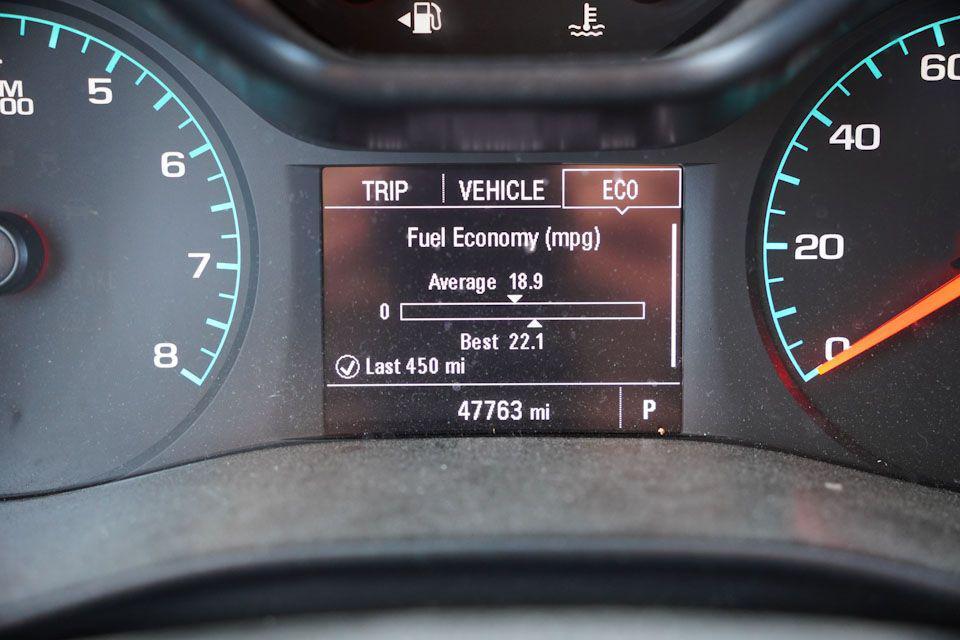 5
6
7
8
M
00
TRIP VEHICLE ECO
Fuel Economy (mpg)
Average 18.9
0
Best 22.1
Last 450 mi
47763 mi P
60
40
20
0